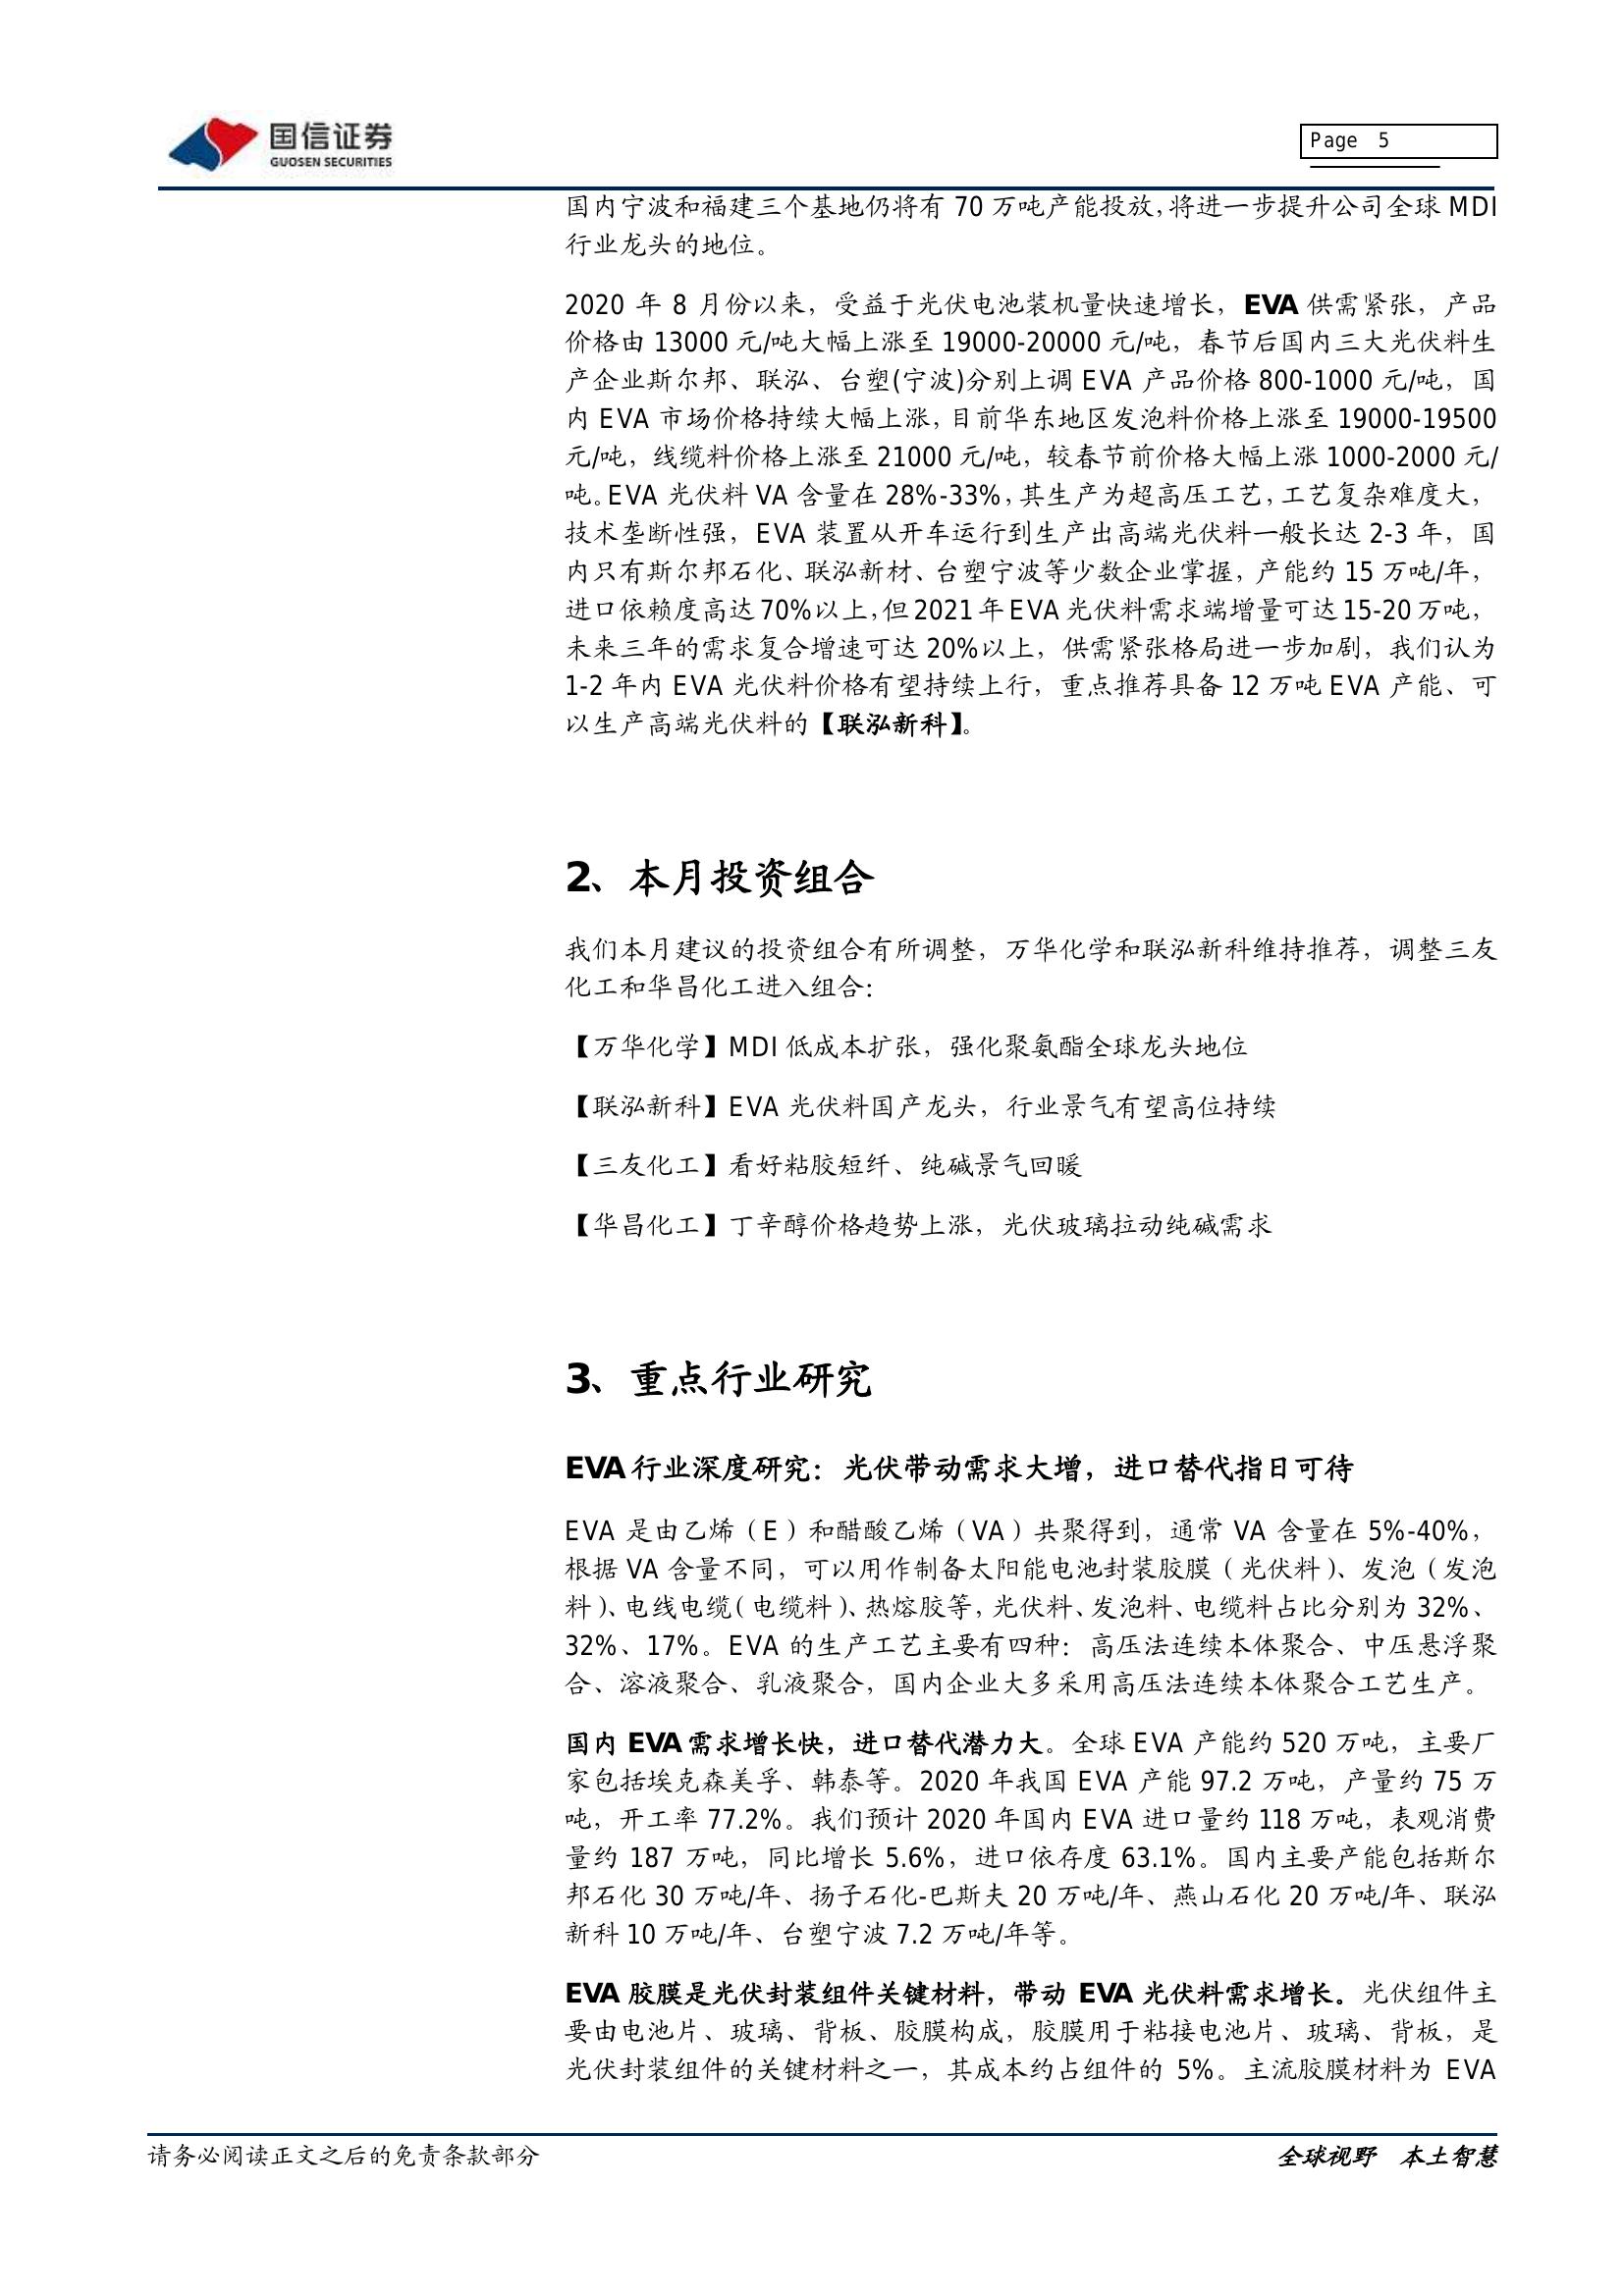 国信证券
GUOSEN SECURITIES
Page 5
国内宁波和福建三个基地仍将有 70 万吨产能投放，将进一步提升公司全球 MDI
行业龙头的地位。
2020 年 8 月份以来，受益于光伏电池装机量快速增长，EVA 供需紧张，产品
价格由 13000 元/吨大幅上涨至 19000-20000 元/吨，春节后国内三大光伏料生
产企业斯尔邦、联泓、台塑(宁波)分别上调 EVA 产品价格 800-1000 元/吨，国
内 EVA 市场价格持续大幅上涨，目前华东地区发泡料价格上涨至 19000-19500
元/吨，线缆料价格上涨至 21000 元/吨，较春节前价格大幅上涨 1000-2000 元/
吨。EVA 光伏料 VA 含量在 28%-33%，其生产为超高压工艺，工艺复杂难度大，
技术垄断性强，EVA 装置从开车运行到生产出高端光伏料一般长达 2-3 年，国
内只有斯尔邦石化、联泓新材、台塑宁波等少数企业掌握，产能约 15 万吨/年，
进口依赖度高达 70%以上，但 2021 年 EVA 光伏料需求端增量可达 15-20 万吨，
未来三年的需求复合增速可达 20%以上，供需紧张格局进一步加剧，我们认为
1-2 年内 EVA 光伏料价格有望持续上行，重点推荐具备 12 万吨 EVA 产能、可
以生产高端光伏料的【联泓新科】。
2、本月投资组合
我们本月建议的投资组合有所调整，万华化学和联泓新科维持推荐，调整三友
化工和华昌化工进入组合：
【万华化学】MDI 低成本扩张，强化聚氨酯全球龙头地位
【联泓新科】EVA 光伏料国产龙头，行业景气有望高位持续
【三友化工】看好粘胶短纤、纯碱景气回暖
【华昌化工】丁辛醇价格趋势上涨，光伏玻璃拉动纯碱需求
3、重点行业研究
EVA 行业深度研究：光伏带动需求大增，进口替代指日可待
EVA 是由乙烯（E）和醋酸乙烯（VA）共聚得到，通常 VA 含量在 5%-40%，
根据 VA 含量不同，可以用作制备太阳能电池封装胶膜（光伏料）、发泡（发泡
料）、电线电缆（电缆料）、热熔胶等，光伏料、发泡料、电缆料占比分别为 32%、
32%、17%。EVA 的生产工艺主要有四种：高压法连续本体聚合、中压悬浮聚
合、溶液聚合、乳液聚合，国内企业大多采用高压法连续本体聚合工艺生产。
国内 EVA 需求增长快，进口替代潜力大。全球 EVA 产能约 520 万吨，主要厂
家包括埃克森美孚、韩泰等。2020 年我国 EVA 产能 97.2 万吨，产量约 75 万
吨，开工率 77.2%。我们预计 2020 年国内 EVA 进口量约 118 万吨，表观消费
量约 187 万吨，同比增长 5.6%，进口依存度 63.1%。国内主要产能包括斯尔
邦石化 30 万吨/年、扬子石化-巴斯夫 20 万吨/年、燕山石化 20 万吨/年、联泓
新科 10 万吨/年、台塑宁波 7.2 万吨/年等。
EVA 胶膜是光伏封装组件关键材料，带动 EVA 光伏料需求增长。光伏组件主
要由电池片、玻璃、背板、胶膜构成，胶膜用于粘接电池片、玻璃、背板，是
光伏封装组件的关键材料之一，其成本约占组件的 5%。主流胶膜材料为 EVA
请务必阅读正文之后的免责条款部分
全球视野 本土智慧